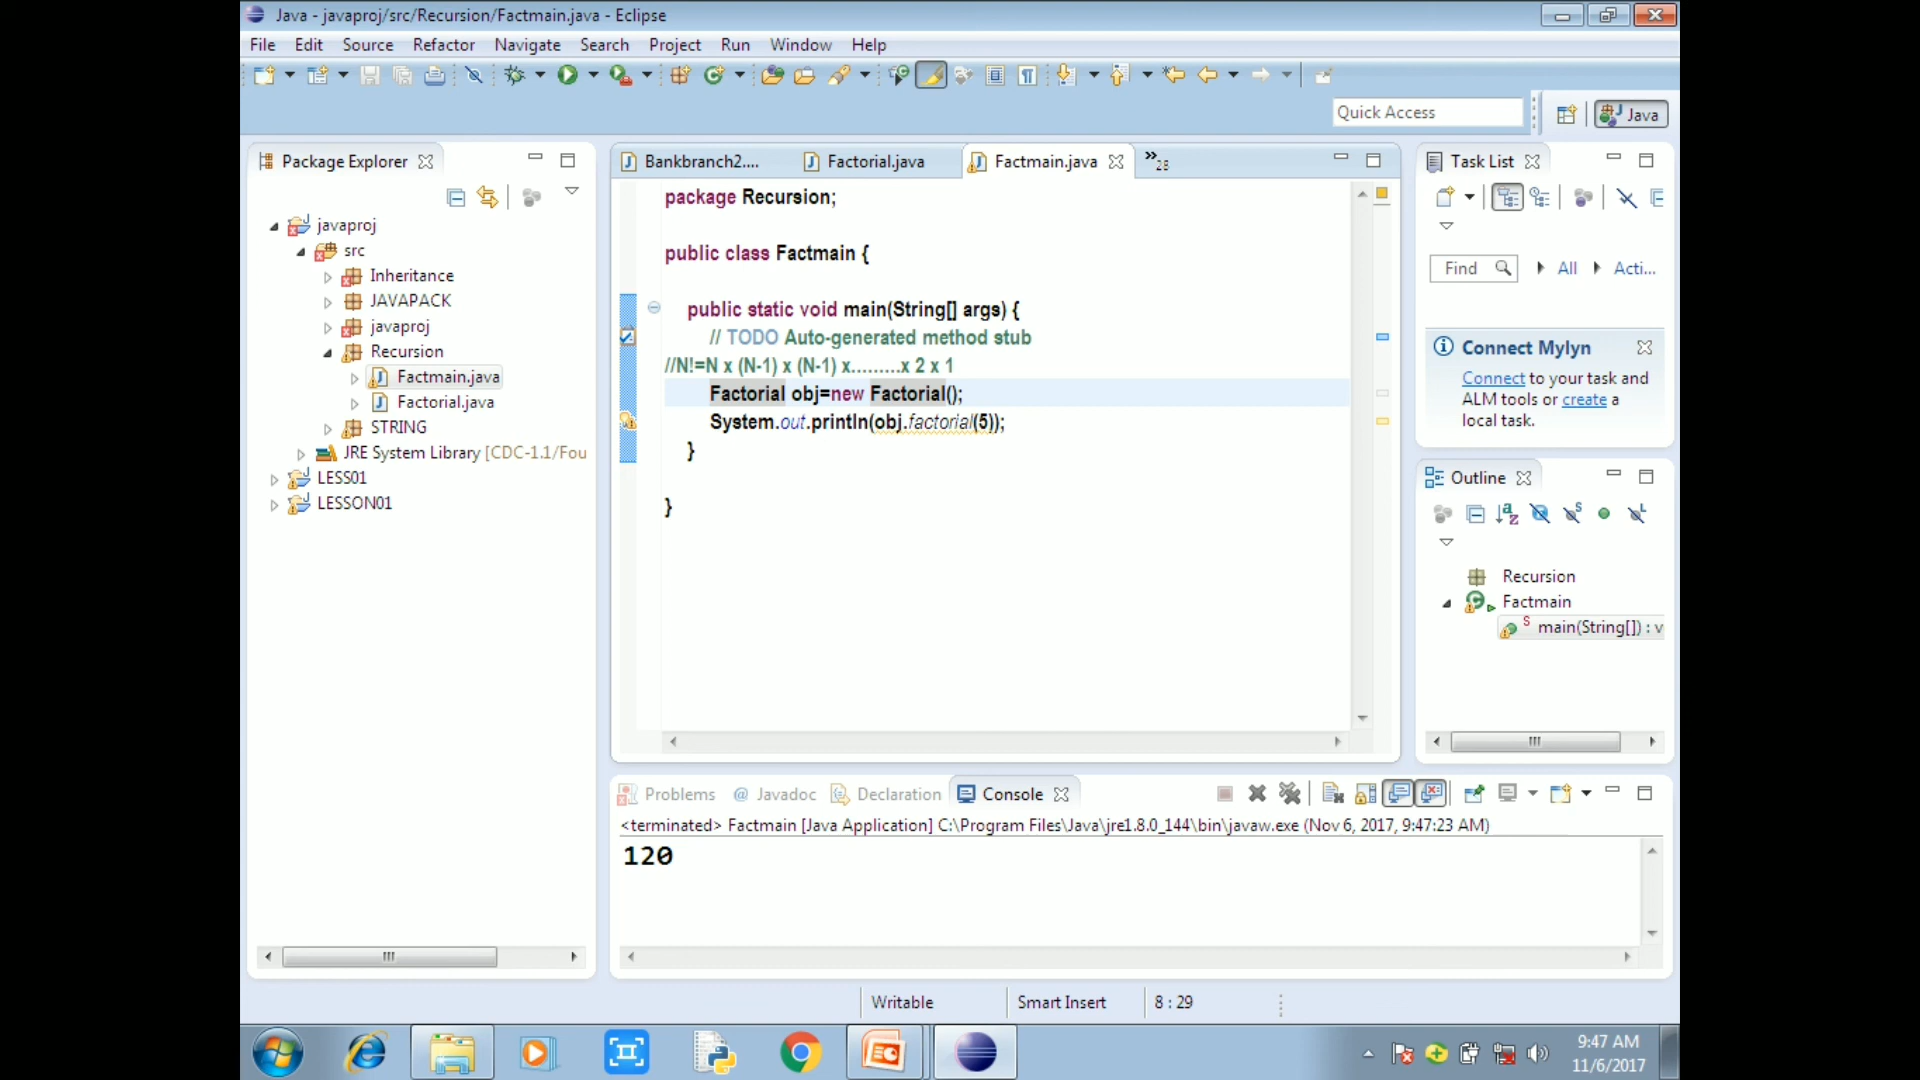 Java - javaproj/src/Recursion/Factmain.java - Eclipse
File Edit Source Refactor Navigate Search Project Run Window Help
Quick Access
Java
Package Explorer
javaproj
src
Inheritance
JAVAPACK
javaproj
Recursion
Factmain.java
Factorial.java
STRING
JRE System Library [CDC-1.1/Fou
LESS01
LESSON01
Bankbranch2.... Factorial.java Factmain.java »28
package Recursion;
public class Factmain {
public static void main(String[] args) {
// TODO Auto-generated method stub
//N!=N x (N-1) x (N-1) x.........x 2 x 1
Factorial obj=new Factorial();
System.out.println(obj.factorial(5));
}
}
Task List
Find All Acti...
Connect Mylyn
Connect to your task and
ALM tools or create a
local task.
Outline
Recursion
Factmain
main(String[]) : v
Problems @ Javadoc Declaration Console
<terminated> Factmain [Java Application] C:\Program Files\Java\jre1.8.0_144\bin\javaw.exe (Nov 6, 2017, 9:47:23 AM)
120
Writable Smart Insert 8 : 29
9:47 AM
11/6/2017